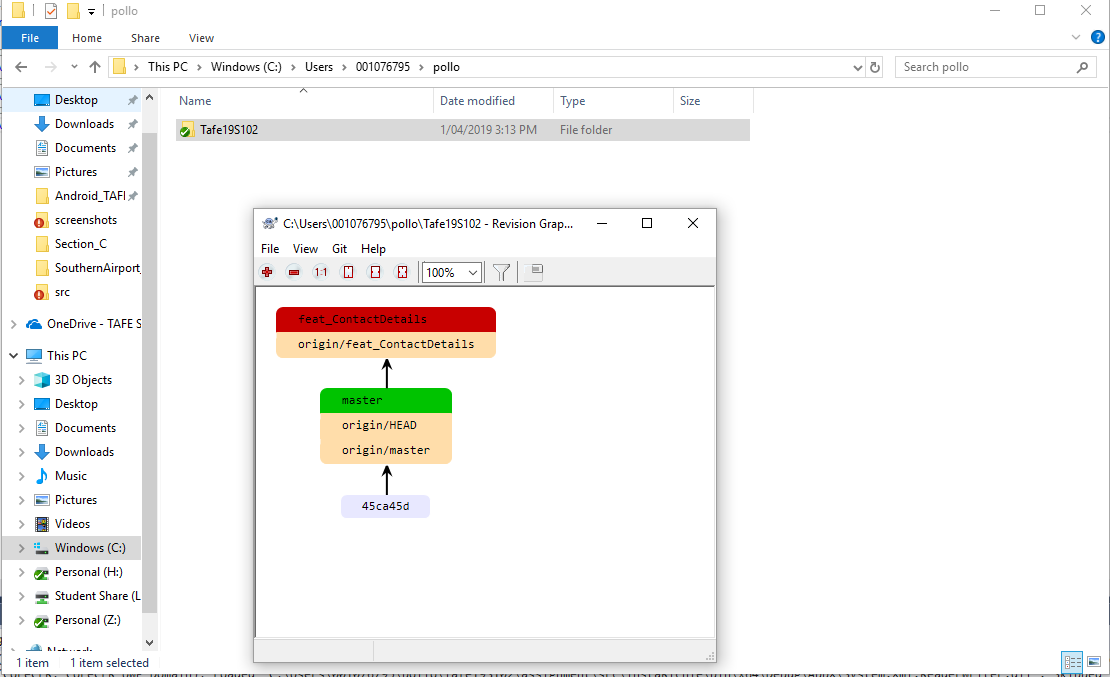 pollo
File Home Share View
This PC Windows (C:) Users 001076795 pollo Search pollo
Name Date modified Type Size
Tafe19S102 1/04/2019 3:13 PM File folder
Desktop
Downloads
Documents
Pictures
Android_TAFI
screenshots
Section_C
SouthernAirport_
src
OneDrive - TAFE S
This PC
3D Objects
Desktop
Documents
Downloads
Music
Pictures
Videos
Windows (C:)
Personal (H:)
Student Share (L
Personal (Z:)
Network
1 item 1 item selected
C:\Users\001076795\pollo\Tafe19S102 - Revision Grap...
File View Git Help
1:1 100%
feat_ContactDetails
origin/feat_ContactDetails
master
origin/HEAD
origin/master
45ca45d